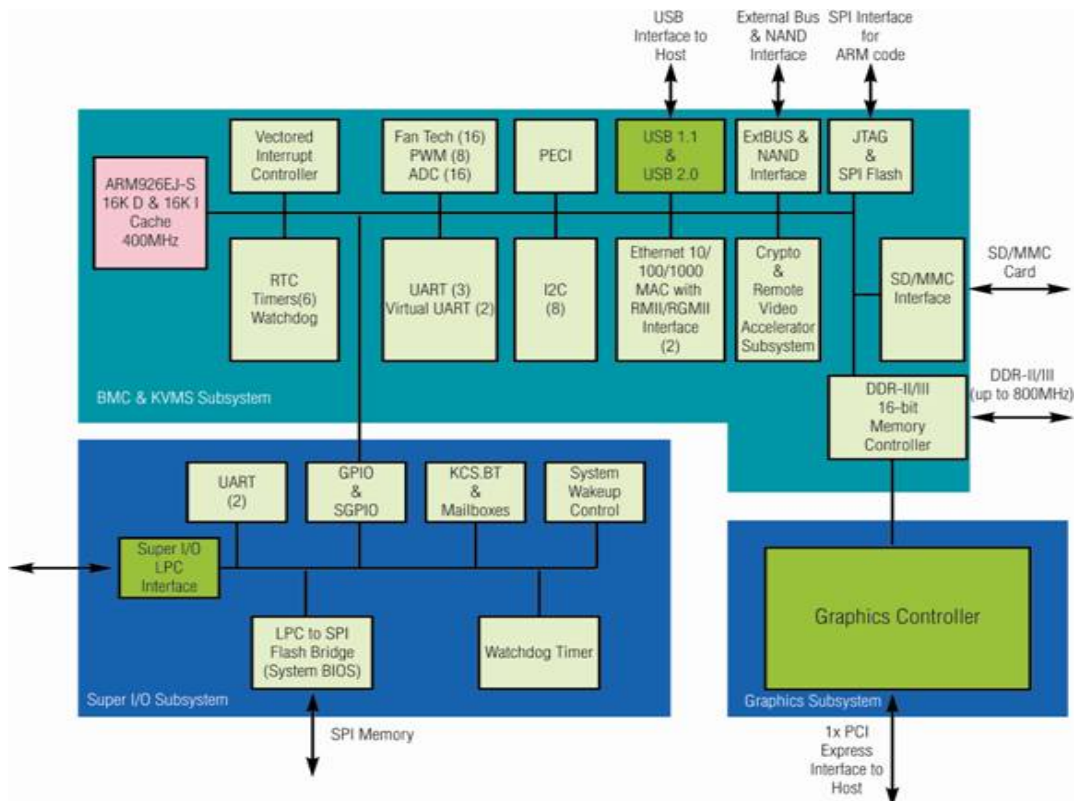 USB
Interface to
Host
External Bus
& NAND
Interface
SPI Interface
for
ARM code
Vectored
Interrupt
Controller
Fan Tech (16)
PWM (8)
ADC (16)
PECI
USB 1.1
&
USB 2.0
ExtBUS &
NAND
Interface
JTAG
&
SPI Flash
ARM926EJ-S
16K D & 16K I
Cache
400MHz
RTC
Timers(6)
Watchdog
UART (3)
Virtual UART (2)
I2C
(8)
Ethernet 10/
100/1000
MAC with
RMII/RGMII
Interface
(2)
Crypto
&
Remote
Video
Accelerator
Subsystem
SD/MMC
Interface
SD/MMC
Card
BMC & KVMS Subsystem
DDR-II/III
16-bit
Memory
Controller
DDR-II/III
(up to 800MHz)
UART
(2)
GPIO
&
SGPIO
KCS.BT
&
Mailboxes
System
Wakeup
Control
Super I/O
LPC
Interface
LPC to SPI
Flash Bridge
(System BIOS)
Watchdog Timer
Super I/O Subsystem
SPI Memory
Graphics Controller
Graphics Subsystem
1x PCI
Express
Interface to
Host